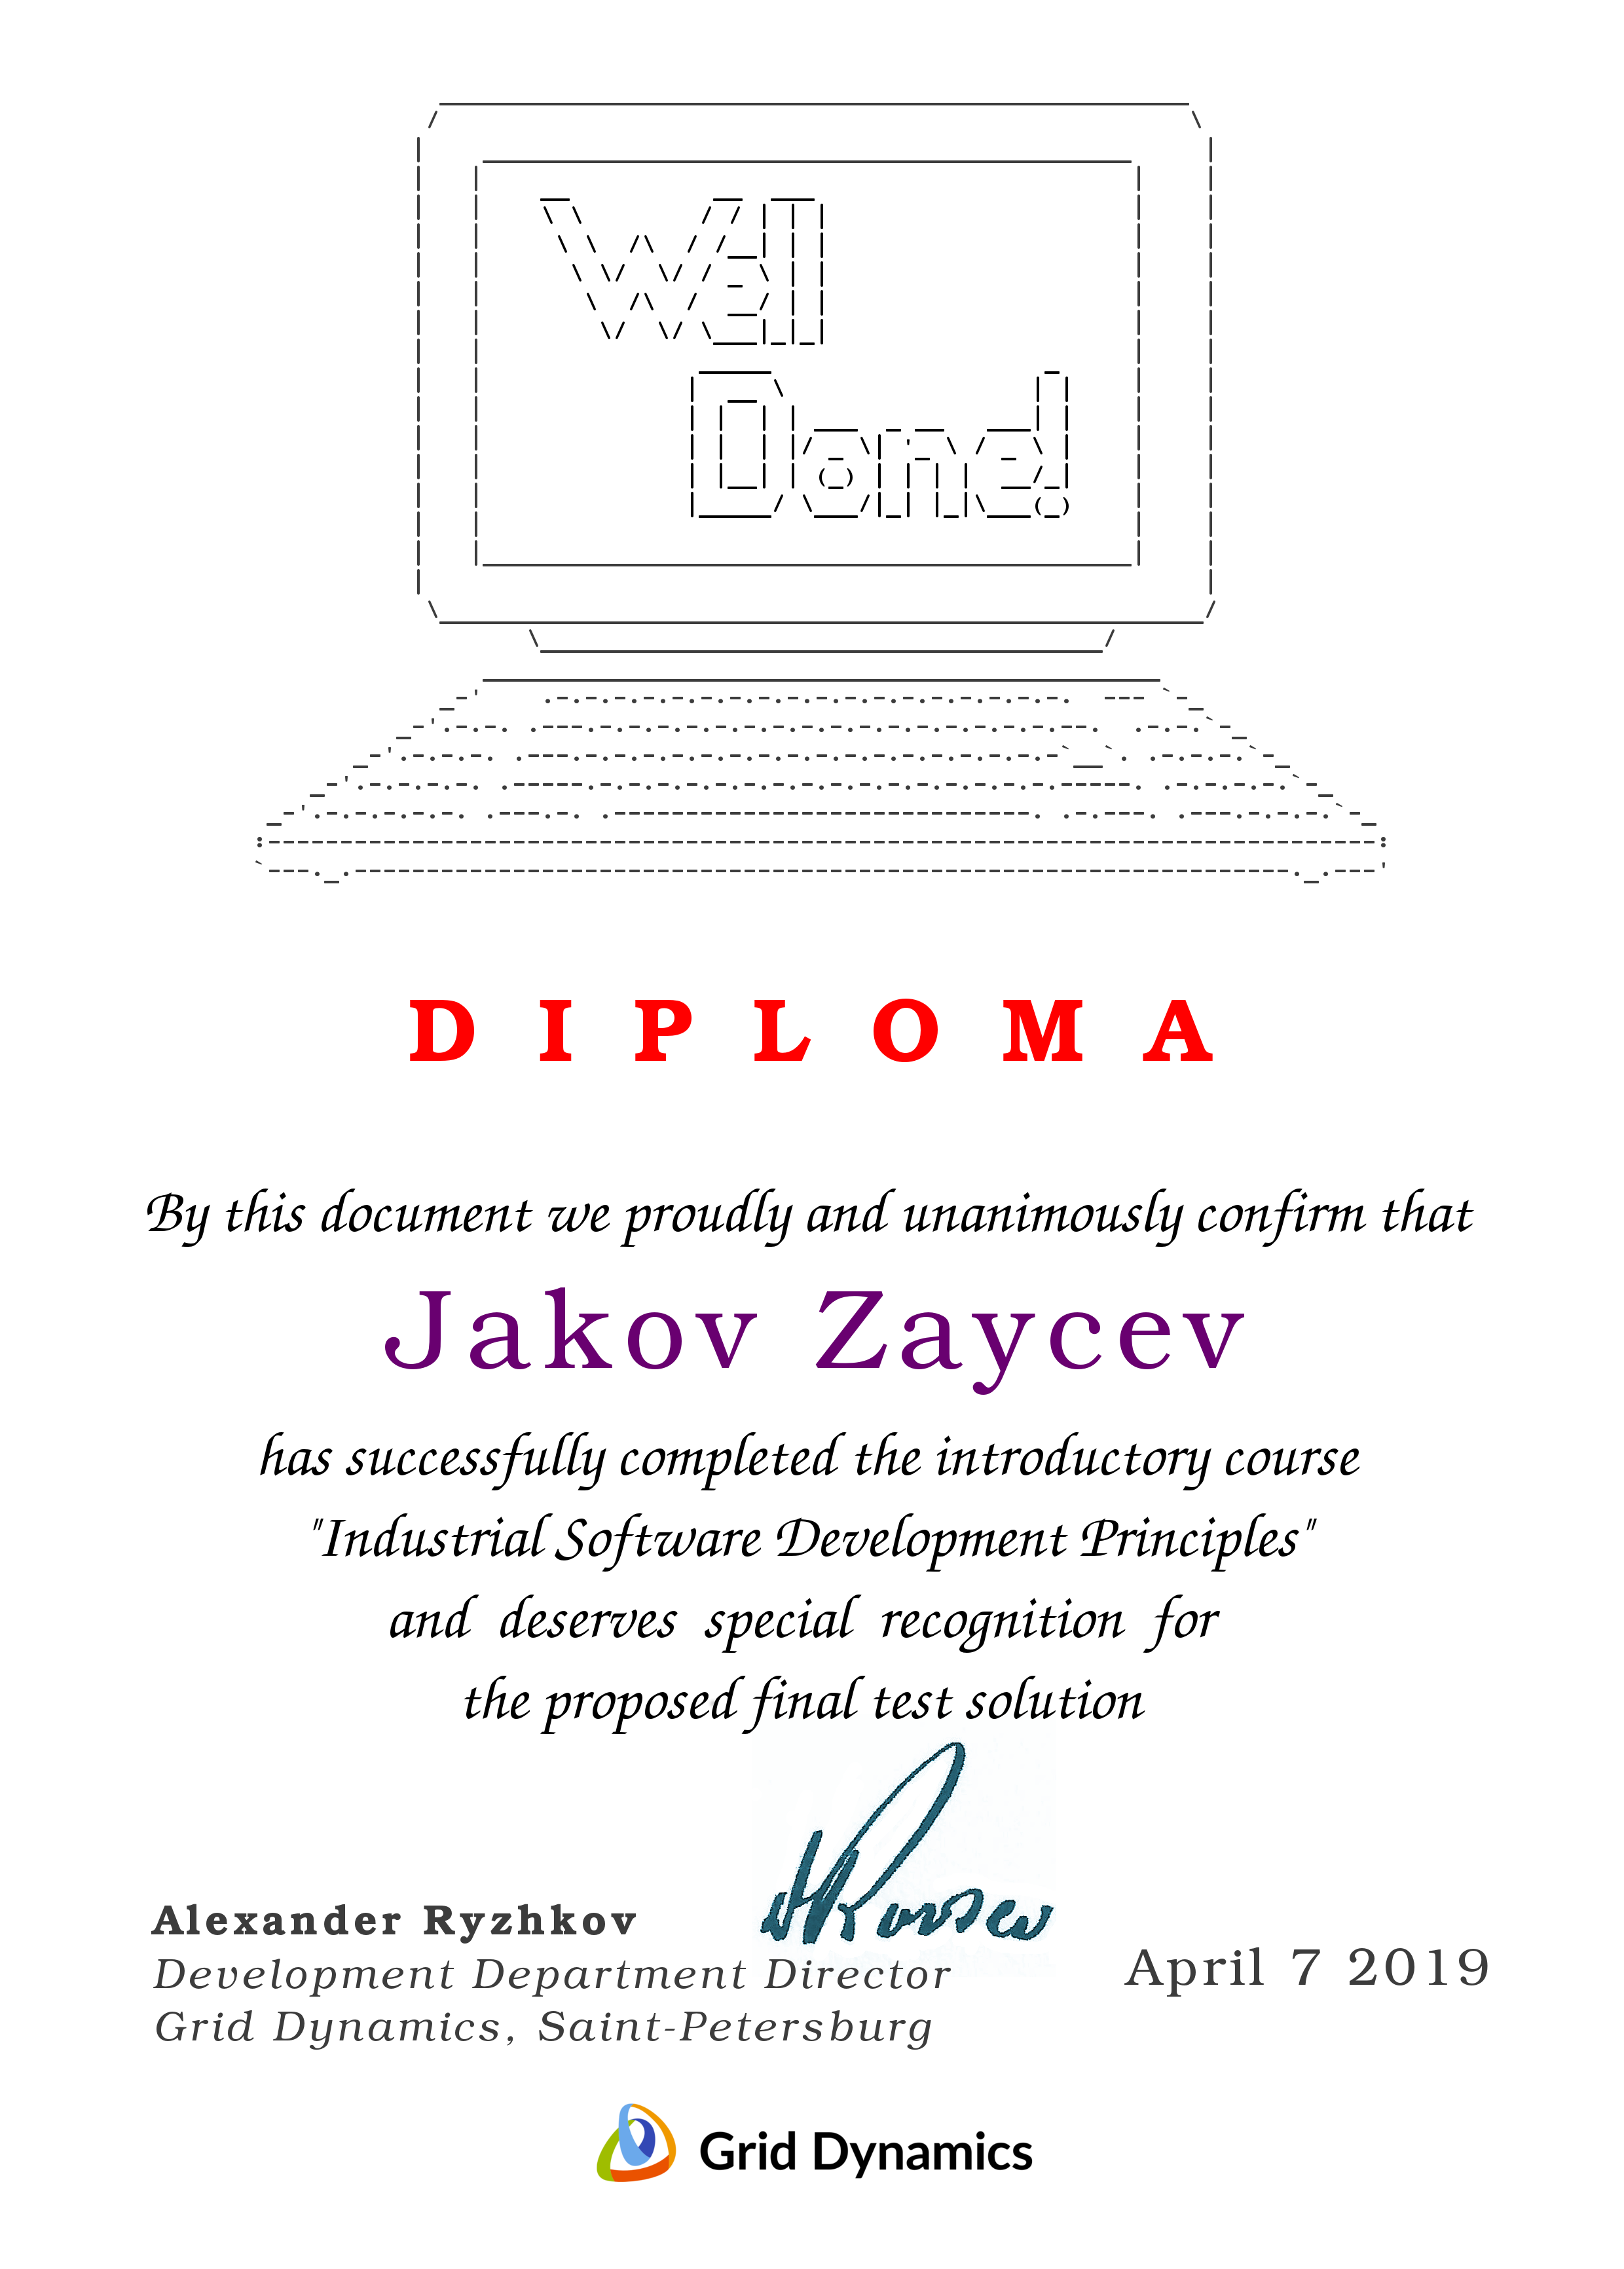 Well
Done!
DIPLOMA
By this document we proudly and unanimously confirm that
Jakov Zaycev
has successfully completed the introductory course
"Industrial Software Development Principles"
and deserves special recognition for
the proposed final test solution
Alexander Ryzhkov
Development Department Director
Grid Dynamics, Saint-Petersburg
April 7 2019
Grid Dynamics